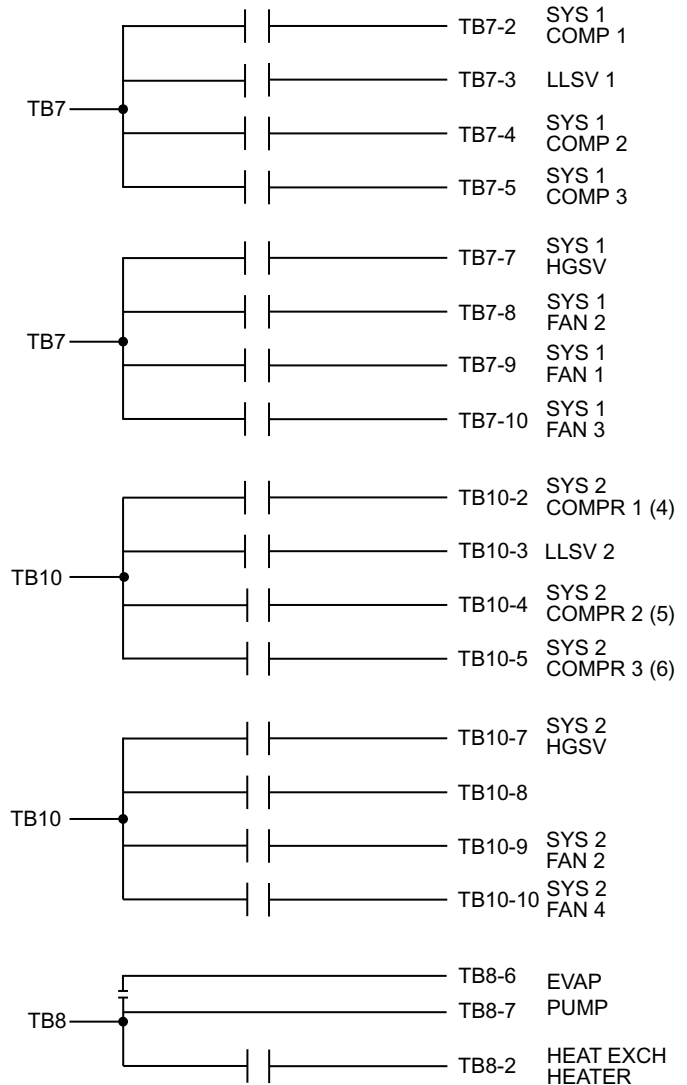 TB7-2 SYS 1
COMP 1
TB7-3 LLSV 1
TB7
TB7-4 SYS 1
COMP 2
TB7-5 SYS 1
COMP 3
TB7-7 SYS 1
HGSV
TB7-8 SYS 1
FAN 2
TB7
TB7-9 SYS 1
FAN 1
TB7-10 SYS 1
FAN 3
TB10-2 SYS 2
COMPR 1 (4)
TB10-3 LLSV 2
TB10
TB10-4 SYS 2
COMPR 2 (5)
TB10-5 SYS 2
COMPR 3 (6)
TB10-7 SYS 2
HGSV
TB10-8
TB10
TB10-9 SYS 2
FAN 2
TB10-10 SYS 2
FAN 4
TB8-6 EVAP
TB8-7 PUMP
TB8
TB8-2 HEAT EXCH
HEATER